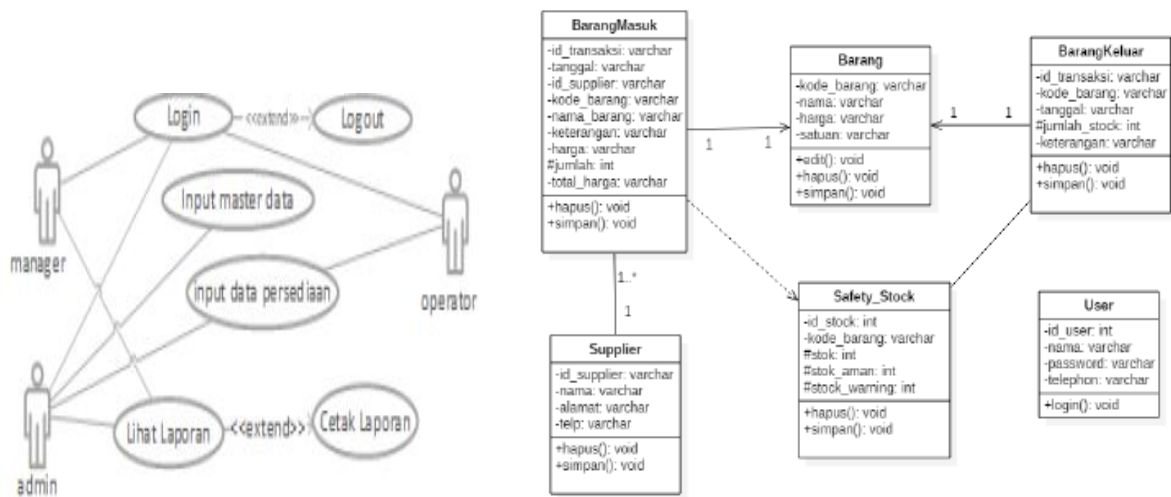 Login
<<extend>>
Logout
Input master data
manager
input data persediaan
operator
Lihat Laporan
<<extend>>
Cetak Laporan
admin
BarangMasuk
-id_transaksi: varchar
-tanggal: varchar
-id_supplier: varchar
-kode_barang: varchar
-nama_barang: varchar
-keterangan: varchar
-harga: varchar
#jumlah: int
-total_harga: varchar
+hapus(): void
+simpan(): void
1
1
Barang
-kode_barang: varchar
-nama: varchar
-harga: varchar
-satuan: varchar
+edit(): void
+hapus(): void
+simpan(): void
1
1
BarangKeluar
-id_transaksi: varchar
-kode_barang: varchar
-tanggal: varchar
#jumlah_stock: int
-keterangan: varchar
+hapus(): void
+simpan(): void
1..*
1
Supplier
-id_supplier: varchar
-nama: varchar
-alamat: varchar
-telp: varchar
+hapus(): void
+simpan(): void
Safety_Stock
-id_stock: int
-kode_barang: varchar
#stok: int
#stok_aman: int
#stock_warning: int
+hapus(): void
+simpan(): void
User
-id_user: int
-nama: varchar
-password: varchar
-telephon: varchar
+login(): void